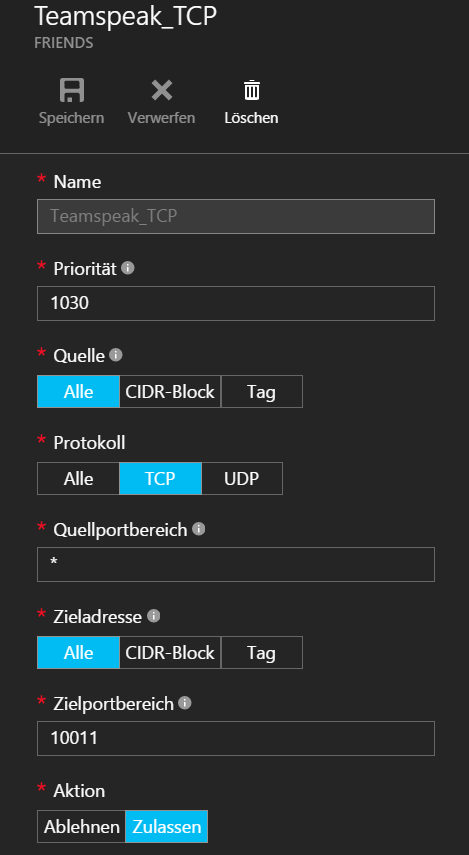 Teamspeak_TCP
FRIENDS
Speichern Verwerfen Löschen
* Name
Teamspeak_TCP
* Priorität
1030
* Quelle
Alle CIDR-Block Tag
* Protokoll
Alle TCP UDP
* Quellportbereich
*
* Zieladresse
Alle CIDR-Block Tag
* Zielportbereich
10011
* Aktion
Ablehnen Zulassen